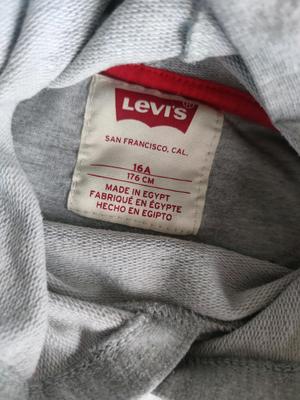 LEVI'S
SAN FRANCISCO, CAL.
16A
176 CM
MADE IN EGYPT
FABRIQUÉ EN ÉGYPTE
HECHO EN EGIPTO